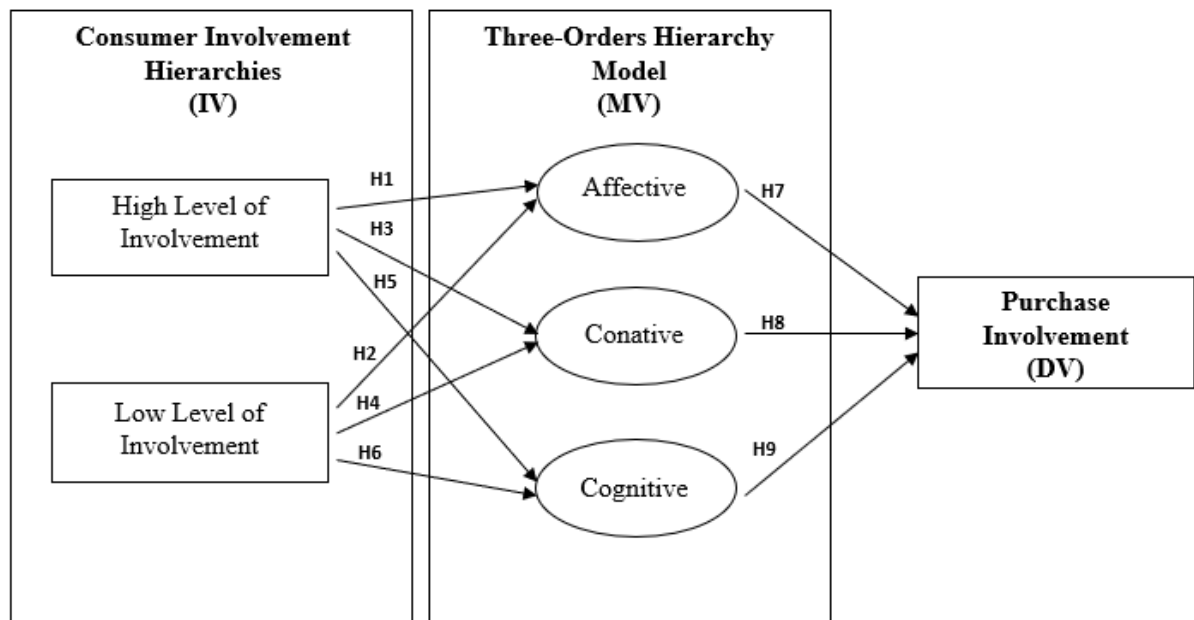 Consumer Involvement
Hierarchies
(IV)
Three-Orders Hierarchy
Model
(MV)
High Level of
Involvement
Low Level of
Involvement
H1
H3
H5
H2
H4
H6
Affective
Conative
Cognitive
H7
H8
H9
Purchase
Involvement
(DV)